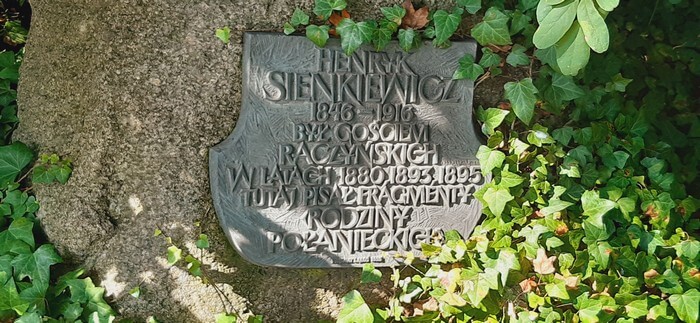 HENRYK
SIENKIEWICZ
1846 - 1916
BYŁ GOŚCIEM
RACZYŃSKICH
W LATACH 1880,1893,1895
TUTAJ PISAŁ FRAGMENTY
RODZINY
POŁANIECKICH